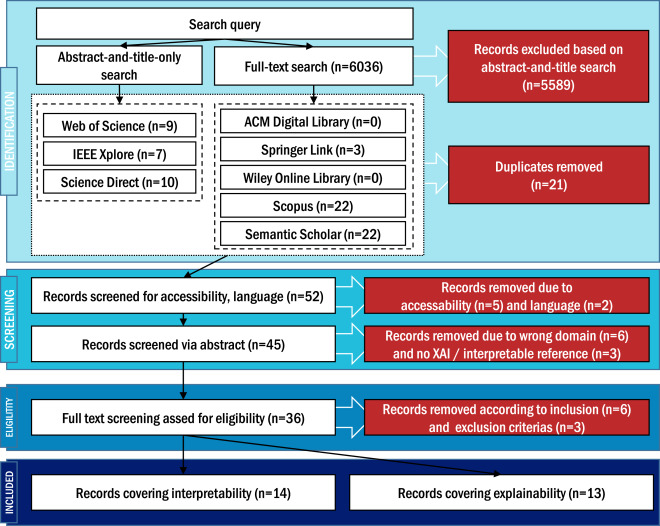 Search query
Abstract-and-title-only
search
Full-text search (n=6036)
Records excluded based on
abstract-and-title search
(n=5589)
IDENTIFICATION
Web of Science (n=9)
IEEE Xplore (n=7)
Science Direct (n=10)
ACM Digital Library (n=0)
Springer Link (n=3)
Wiley Online Library (n=0)
Scopus (n=22)
Semantic Scholar (n=22)
Duplicates removed
(n=21)
SCREENING
Records screened for accessibility, language (n=52)
Records removed due to
accessability (n=5) and language (n=2)
Records screened via abstract (n=45)
Records removed due to wrong domain (n=6)
and no XAI / interpretable reference (n=3)
ELIGILITIY
Full text screening assed for eligibility (n=36)
Records removed according to inclusion (n=6)
and exclusion criterias (n=3)
INCLUDED
Records covering interpretability (n=14)
Records covering explainability (n=13)